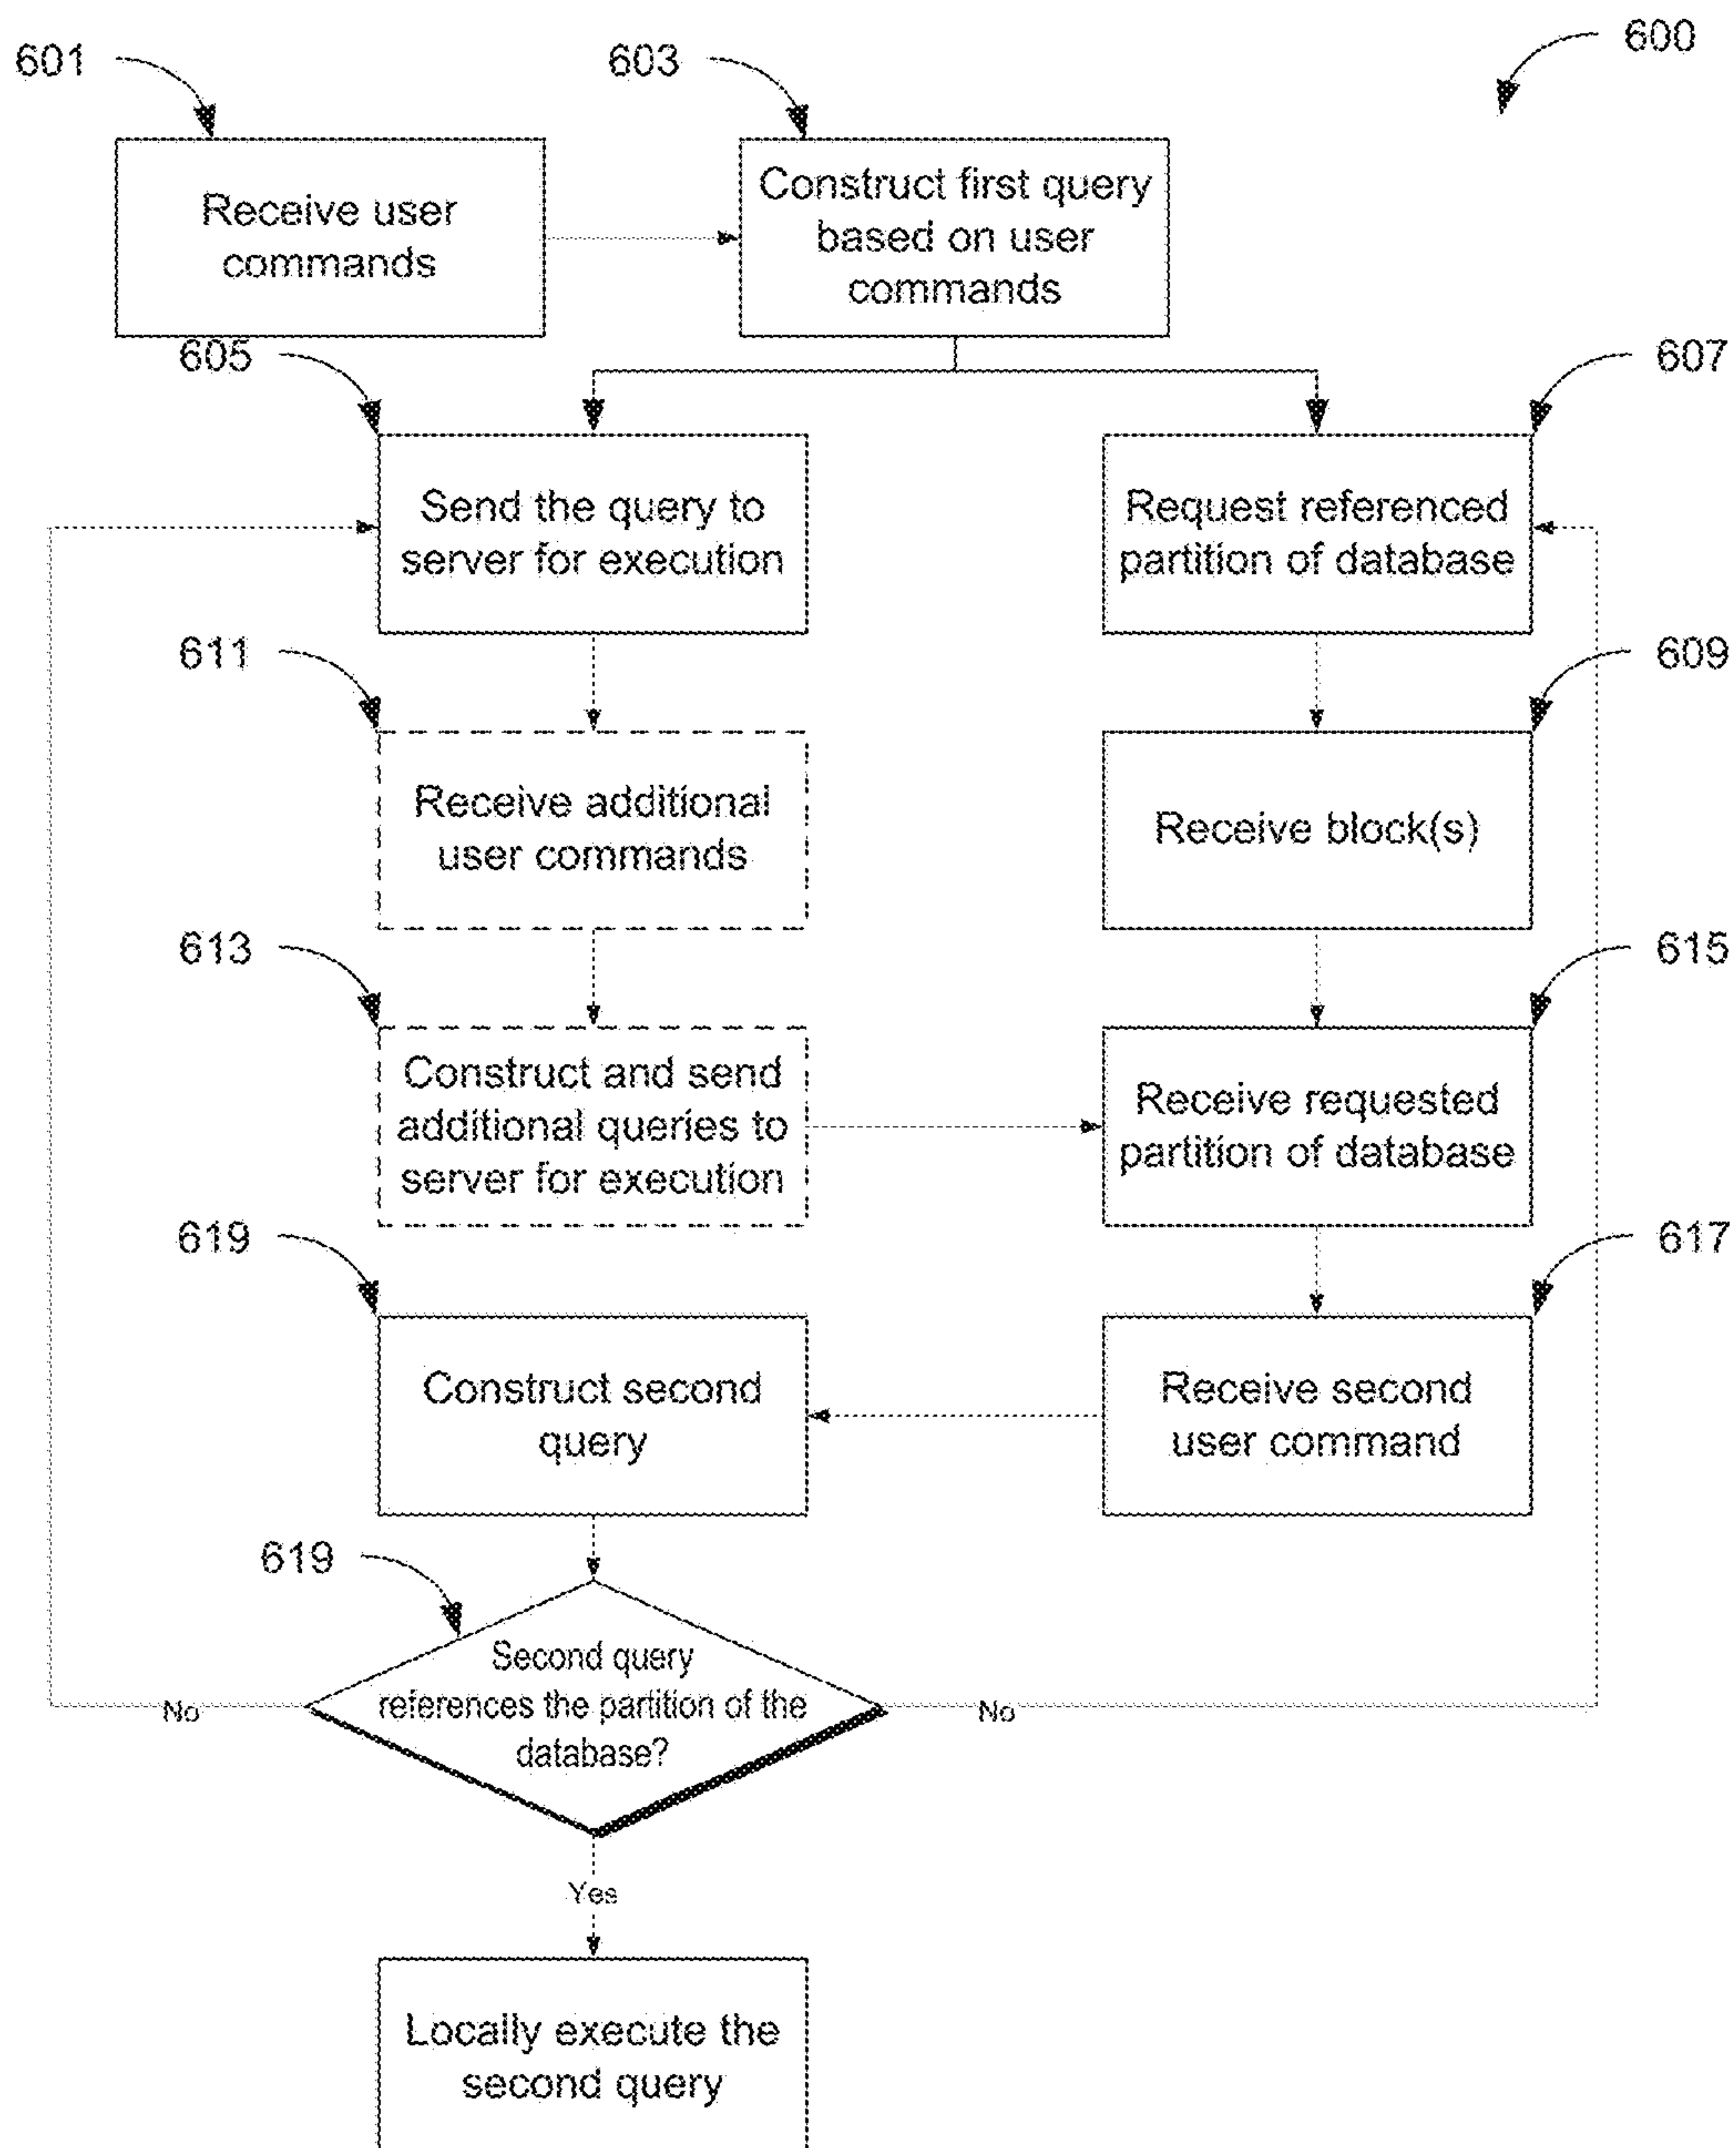 600
601
603
Receive user
commands
Construct first query
based on user
commands
605
607
Send the query to
server for execution
Request referenced
partition of database
611
609
Receive additional
user commands
Receive block(s)
613
615
Construct and send
additional queries to
server for execution
Receive requested
partition of database
619
617
Construct second
query
Receive second
user command
619
Second query
references the partition of the
database?
No
No
Yes
Locally execute the
second query